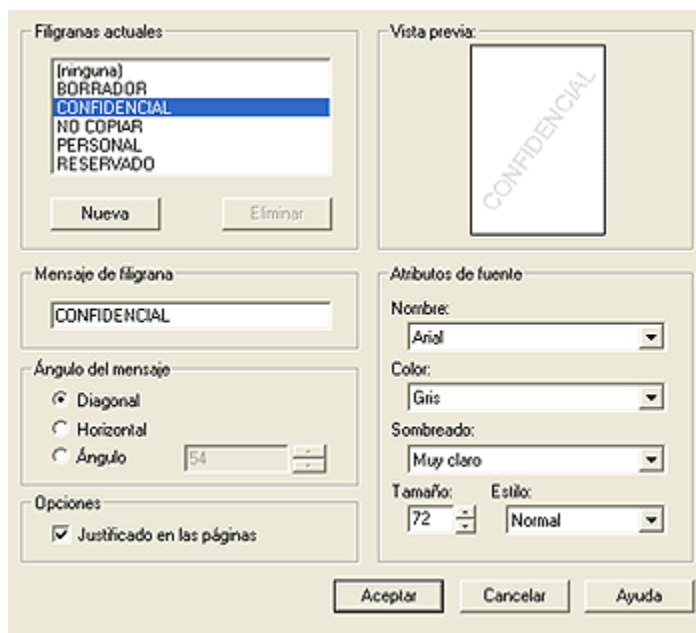 Filigranas actuales
(ninguna)
BORRADOR
CONFIDENCIAL
NO COPIAR
PERSONAL
RESERVADO
Nueva
Eliminar
Vista previa:
CONFIDENCIAL
Mensaje de filigrana
CONFIDENCIAL
Ángulo del mensaje
Diagonal
Horizontal
Ángulo
54
Opciones
Justificado en las páginas
Atributos de fuente
Nombre:
Arial
Color:
Gris
Sombreado:
Muy claro
Tamaño: Estilo:
72 Normal
Aceptar Cancelar Ayuda